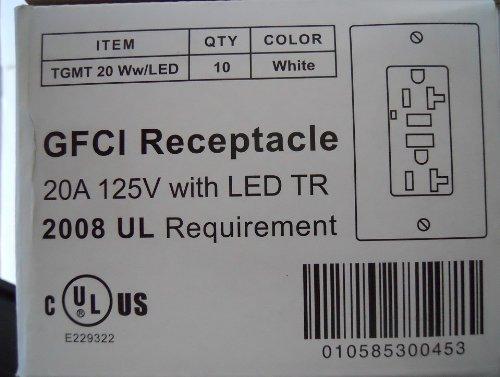 ITEM QTY COLOR
TGMT 20 Ww/LED 10 White
GFCI Receptacle
20A 125V with LED TR
2008 UL Requirement
C UL US
®
E229322
010585300453